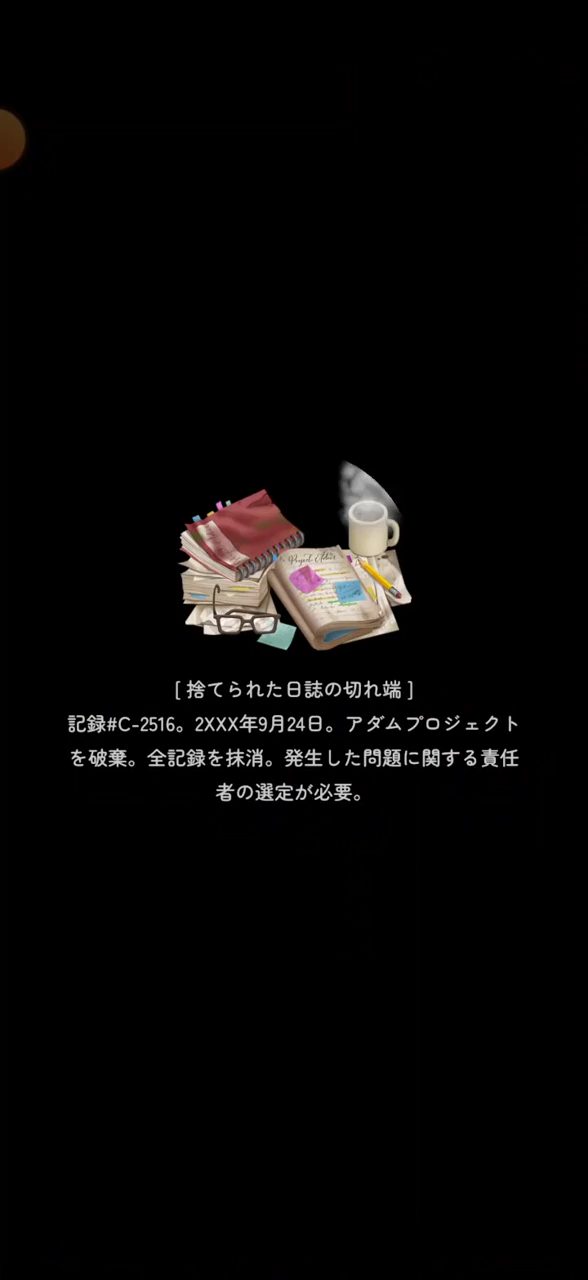 [ 捨てられた日誌の切れ端 ]
記録#C-2516。2XXX年9月24日。アダムプロジェクト
を破棄。全記録を抹消。発生した問題に関する責任
者の選定が必要。